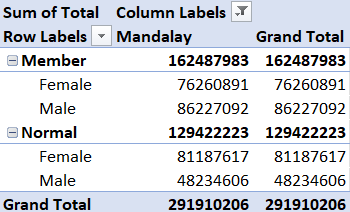 Sum of Total Column Labels
Row Labels Mandalay Grand Total
Member 162487983 162487983
Female 76260891 76260891
Male 86227092 86227092
Normal 129422223 129422223
Female 81187617 81187617
Male 48234606 48234606
Grand Total 291910206 291910206